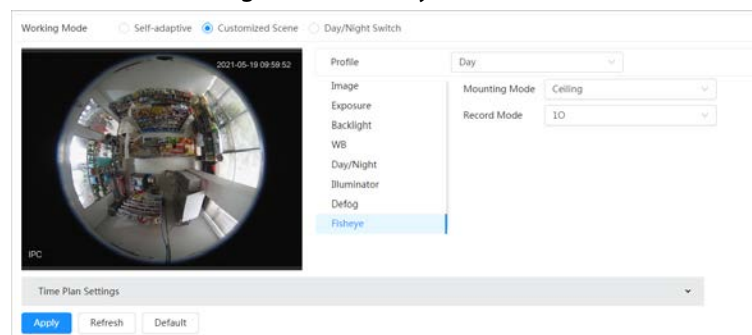 Working Mode Self-adaptive Customized Scene Day/Night Switch
2021-05-19 09:59:52
IPC
Profile Day
Image
Exposure
Backlight
WB
Day/Night
Illuminator
Defog
Fisheye
Mounting Mode Ceiling
Record Mode 1O
Time Plan Settings
Apply Refresh Default